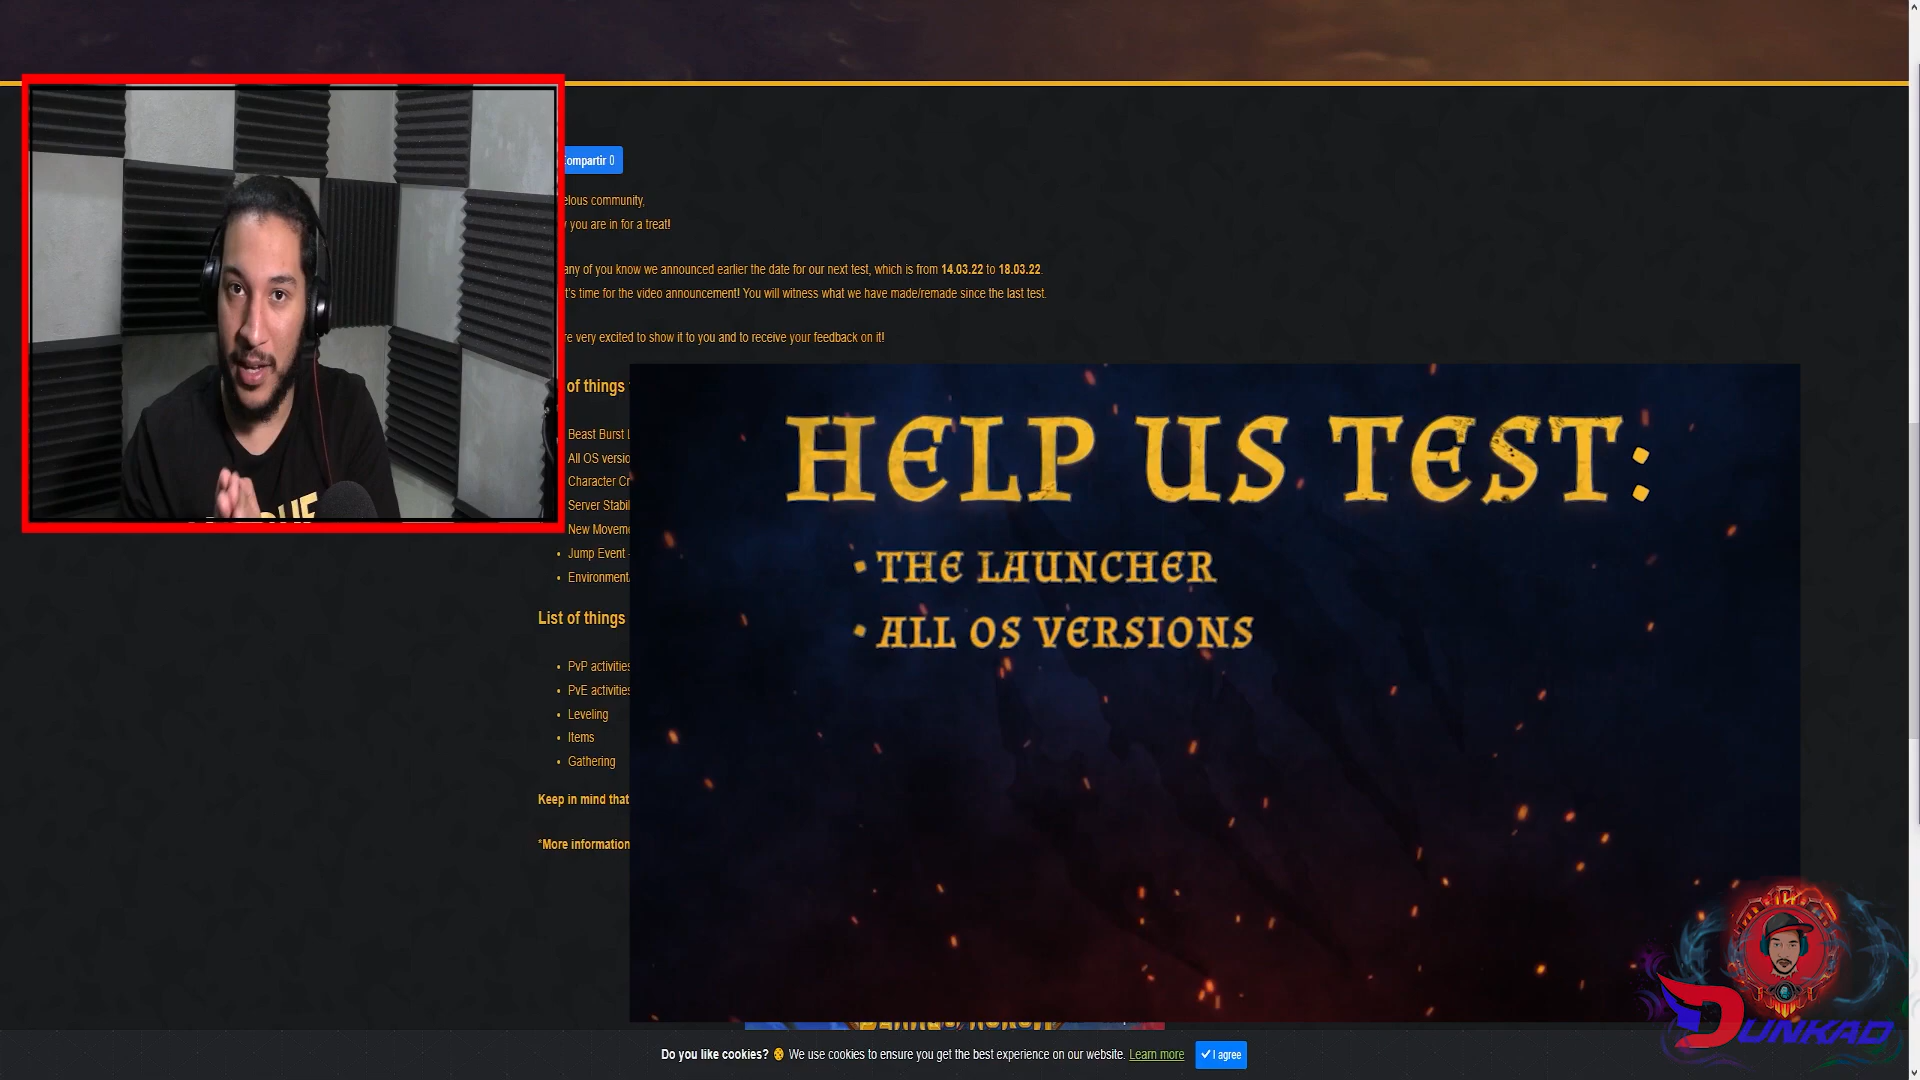 Compartir 0
elous community,
you are in for a treat!
any of you know we announced earlier the date for our next test, which is from 14.03.22 to 18.03.22.
t's time for the video announcement! You will witness what we have made/remade since the last test.
re very excited to show it to you and to receive your feedback on it!
of things
Beast Burst
All OS versio
Character Cr
Server Stabil
New Moveme
• Jump Event -
• Environment
List of things
• PvP activities
• PvE activities
• Leveling
• Items
• Gathering
Keep in mind that
*More information
HELP US TEST:
• THE LAUNCHER
• ALL OS VERSIONS
Do you like cookies? 🍪 We use cookies to ensure you get the best experience on our website. Learn more
✓ I agree
DUNKAD